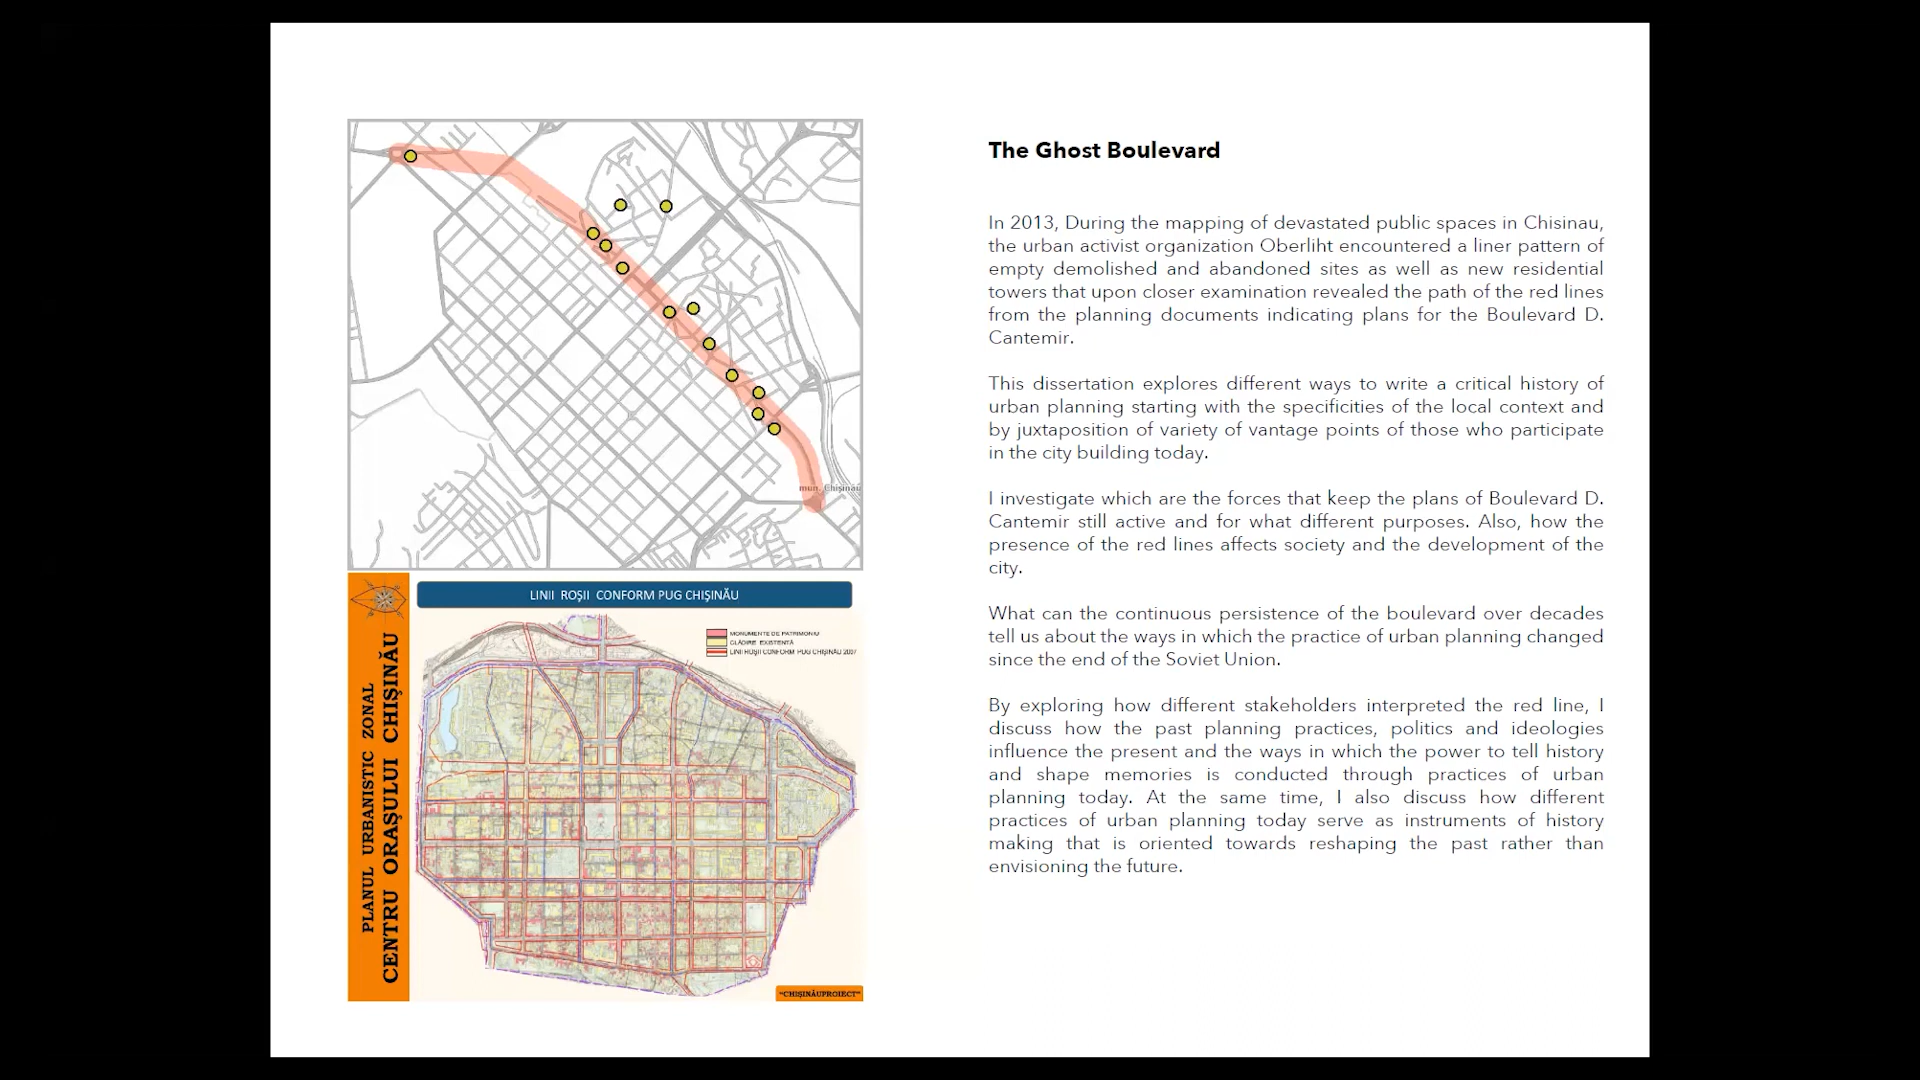 mun. Chișinău
PLANUL URBANISTIC ZONAL
CENTRU ORAȘULUI CHIȘINĂU
LINII ROȘII CONFORM PUG CHIȘINĂU
MONUMENTE DE PATRIMONIU
CLĂDIRE EXISTENTĂ
LINII ROȘII CONFORM PUG CHIȘINĂU 2007
"CHIȘINĂUPROIECT"
The Ghost Boulevard
In 2013, During the mapping of devastated public spaces in Chisinau,
the urban activist organization Oberliht encountered a liner pattern of
empty demolished and abandoned sites as well as new residential
towers that upon closer examination revealed the path of the red lines
from the planning documents indicating plans for the Boulevard D.
Cantemir.
This dissertation explores different ways to write a critical history of
urban planning starting with the specificities of the local context and
by juxtaposition of variety of vantage points of those who participate
in the city building today.
I investigate which are the forces that keep the plans of Boulevard D.
Cantemir still active and for what different purposes. Also, how the
presence of the red lines affects society and the development of the
city.
What can the continuous persistence of the boulevard over decades
tell us about the ways in which the practice of urban planning changed
since the end of the Soviet Union.
By exploring how different stakeholders interpreted the red line, I
discuss how the past planning practices, politics and ideologies
influence the present and the ways in which the power to tell history
and shape memories is conducted through practices of urban
planning today. At the same time, I also discuss how different
practices of urban planning today serve as instruments of history
making that is oriented towards reshaping the past rather than
envisioning the future.